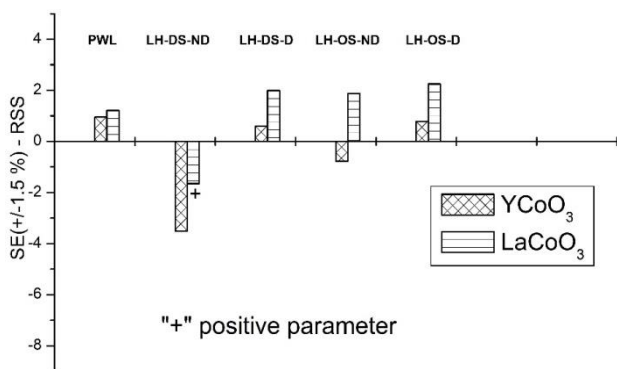 PWL LH-DS-ND LH-DS-D LH-OS-ND LH-OS-D
4
2
0
-2
-4
-6
-8
SE(+/-1.5 %) - RSS
+
YCoO₃
LaCoO₃
"+" positive parameter